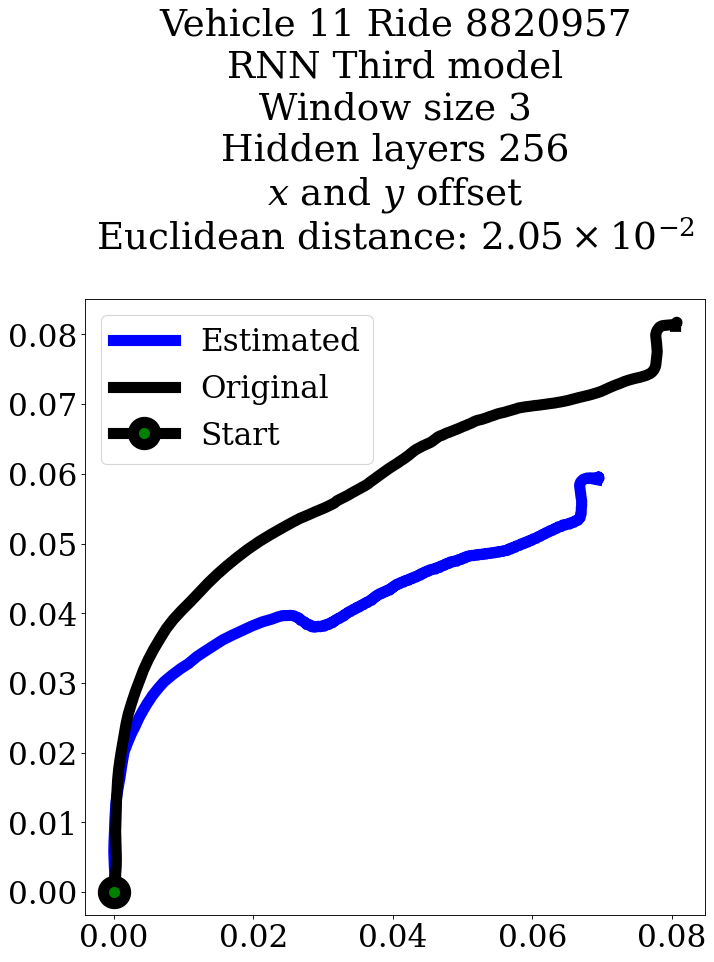 Vehicle 11 Ride 8820957
RNN Third model
Window size 3
Hidden layers 256
x and y offset
Euclidean distance: 2.05 × 10⁻²
Estimated
Original
Start
0.08
0.07
0.06
0.05
0.04
0.03
0.02
0.01
0.00
0.00 0.02 0.04 0.06 0.08